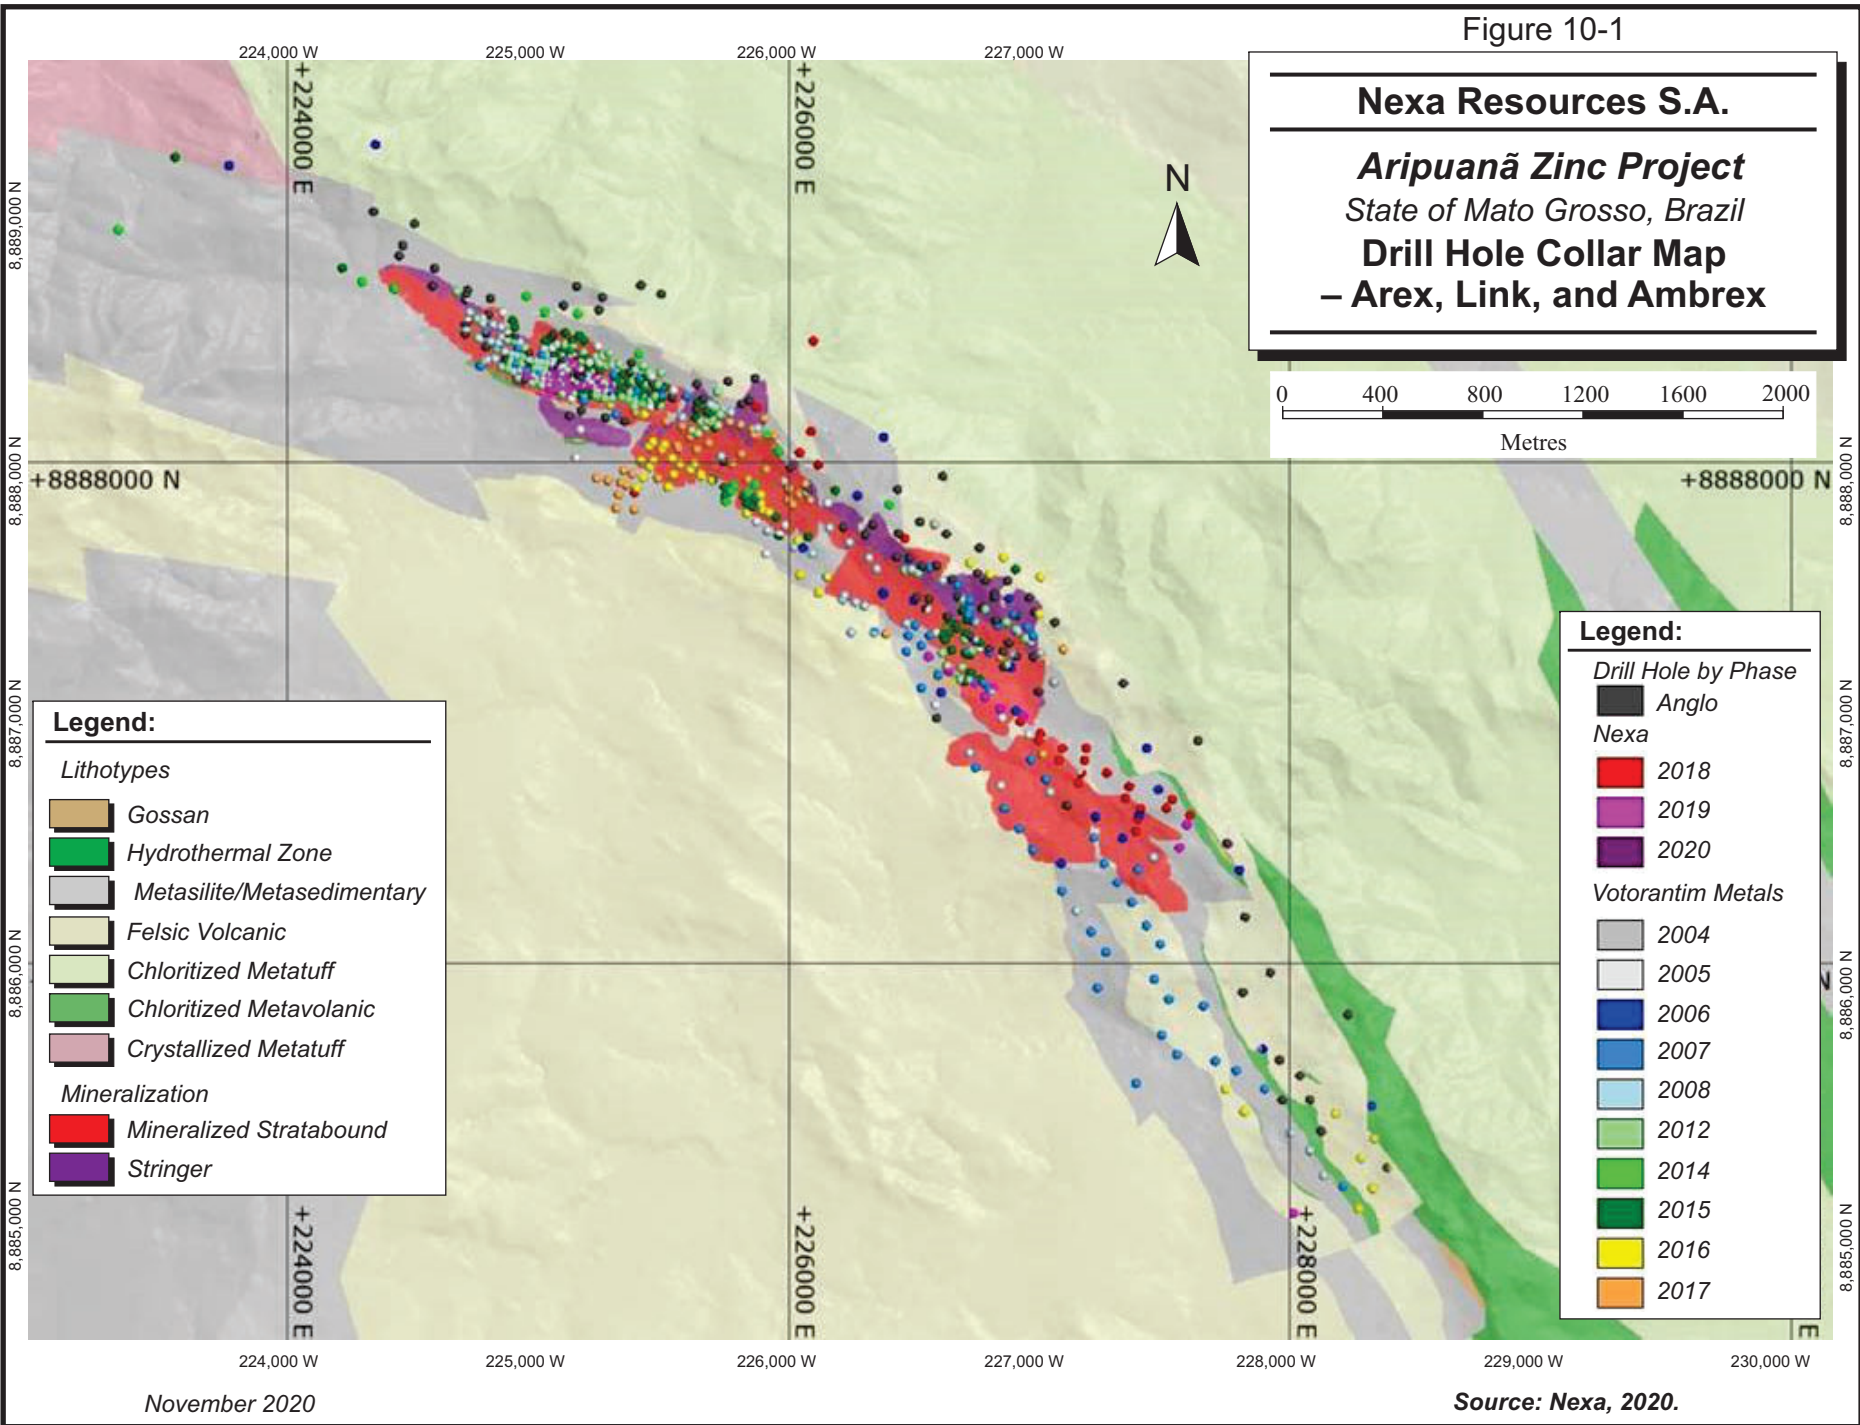 Figure 10-1
Nexa Resources S.A.
Aripuanã Zinc Project
State of Mato Grosso, Brazil
Drill Hole Collar Map
– Arex, Link, and Ambrex
224,000 W
225,000 W
226,000 W
227,000 W
+224000 E
+226000 E
N
0
400
800
1200
1600
2000
Metres
8,889,000 N
8,888,000 N
8,887,000 N
8,886,000 N
8,885,000 N
+8888000 N
+8888000 N
8,888,000 N
8,887,000 N
8,886,000 N
8,885,000 N
Legend:
Lithotypes
Gossan
Hydrothermal Zone
Metasilite/Metasedimentary
Felsic Volcanic
Chloritized Metatuff
Chloritized Metavolanic
Crystallized Metatuff
Mineralization
Mineralized Stratabound
Stringer
Legend:
Drill Hole by Phase
Anglo
Nexa
2018
2019
2020
Votorantim Metals
2004
2005
2006
2007
2008
2012
2014
2015
2016
2017
N
+224000 E
+226000 E
+228000 E
E
224,000 W
225,000 W
226,000 W
227,000 W
228,000 W
229,000 W
230,000 W
November 2020
Source: Nexa, 2020.